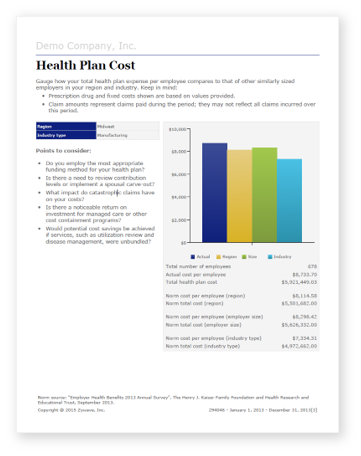 Demo Company, Inc.
Health Plan Cost
Gauge how your total health plan expense per employee compares to that of other similarly sized
employers in your region and industry. Keep in mind:
• Prescription drug and fixed costs shown are based on values provided.
• Claim amounts represent claims paid during the period; they may not reflect all claims incurred over
this period.
Region Midwest
Industry type Manufacturing
Points to consider:
• Do you employ the most appropriate
funding method for your health plan?
• Is there a need to review contribution
levels or implement a spousal carve out?
• What impact do catastrophic claims have
on your costs?
• Is there a noticeable return on
investment for managed care or other
cost containment programs?
• Would potential cost savings be achieved
if services, such as utilization review and
disease management, were unbundled?
$10,000
$8,000
$6,000
$4,000
$2,000
$0
Actual Region Size Industry
Total number of employees 678
Actual cost per employee $8,733.70
Total health plan cost $5,921,449.03
Norm cost per employee (region) $8,114.58
Norm total cost (region) $5,501,682.00
Norm cost per employee (employer size) $8,298.42
Norm total cost (employer size) $5,626,332.00
Norm cost per employee (industry type) $7,334.31
Norm total cost (industry type) $4,972,662.00
Norm source: "Employer Health Benefits 2013 Annual Survey", The Henry J. Kaiser Family Foundation and Health Research and
Educational Trust, September 2013.
Copyright © 2015 Zywave, Inc.
January 1, 2013 - December 31, 2013[3]